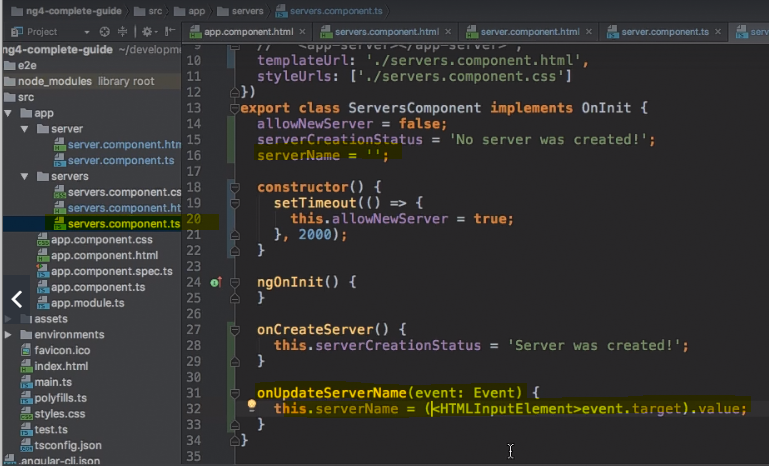 ng4-complete-guide src app servers servers.component.ts
Project app.component.html servers.component.html server.component.html server.component.ts
ng4-complete-guide ~/developm
e2e
node_modules library root
src
app
server
server.component.htm
server.component.ts
servers
servers.component.cs
servers.component.ht
servers.component.ts
app.component.css
app.component.html
app.component.spec.ts
app.component.ts
app.module.ts
assets
environments
favicon.ico
index.html
main.ts
polyfills.ts
styles.css
test.ts
tsconfig.json
.angular-cli.json
9 // <app-server></app-server>`,
10 templateUrl: './servers.component.html',
11 styleUrls: ['./servers.component.css']
12 })
13 export class ServersComponent implements OnInit {
14 allowNewServer = false;
15 serverCreationStatus = 'No server was created!';
16 serverName = '';
17
18 constructor() {
19 setTimeout(() => {
20 this.allowNewServer = true;
21 }, 2000);
22 }
23
24 ngOnInit() {
25 }
26
27 onCreateServer() {
28 this.serverCreationStatus = 'Server was created!';
29 }
30
31 onUpdateServerName(event: Event) {
32 this.serverName = (<HTMLInputElement>event.target).value;
33 }
34 }
35